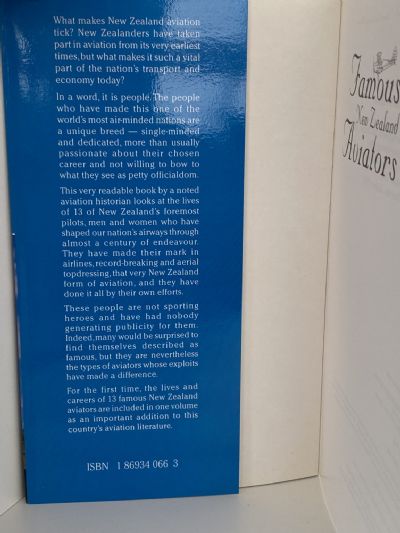 What makes New Zealand aviation
tick? New Zealanders have taken
part in aviation from its very earliest
times, but what makes it such a vital
part of the nation's transport and
economy today?
In a word, it is people. The people
who have made this one of the
world's most air-minded nations are
a unique breed — single-minded
and dedicated, more than usually
passionate about their chosen
career and not willing to bow to
what they see as petty officialdom.
This very readable book by a noted
aviation historian looks at the lives
of 13 of New Zealand's foremost
pilots, men and women who have
shaped our nation's airways through
almost a century of endeavour.
They have made their mark in
airlines, record-breaking and aerial
topdressing, that very New Zealand
form of aviation, and they have
done it all by their own efforts.
These people are not sporting
heroes and have had nobody
generating publicity for them.
Indeed, many would be surprised to
find themselves described as
famous, but they are nevertheless
the types of aviators whose exploits
have made a difference.
For the first time, the lives and
careers of 13 famous New Zealand
aviators are included in one volume
as an important addition to this
country's aviation literature.
ISBN 1 86934 066 3
Famous
New Zealand
Aviators